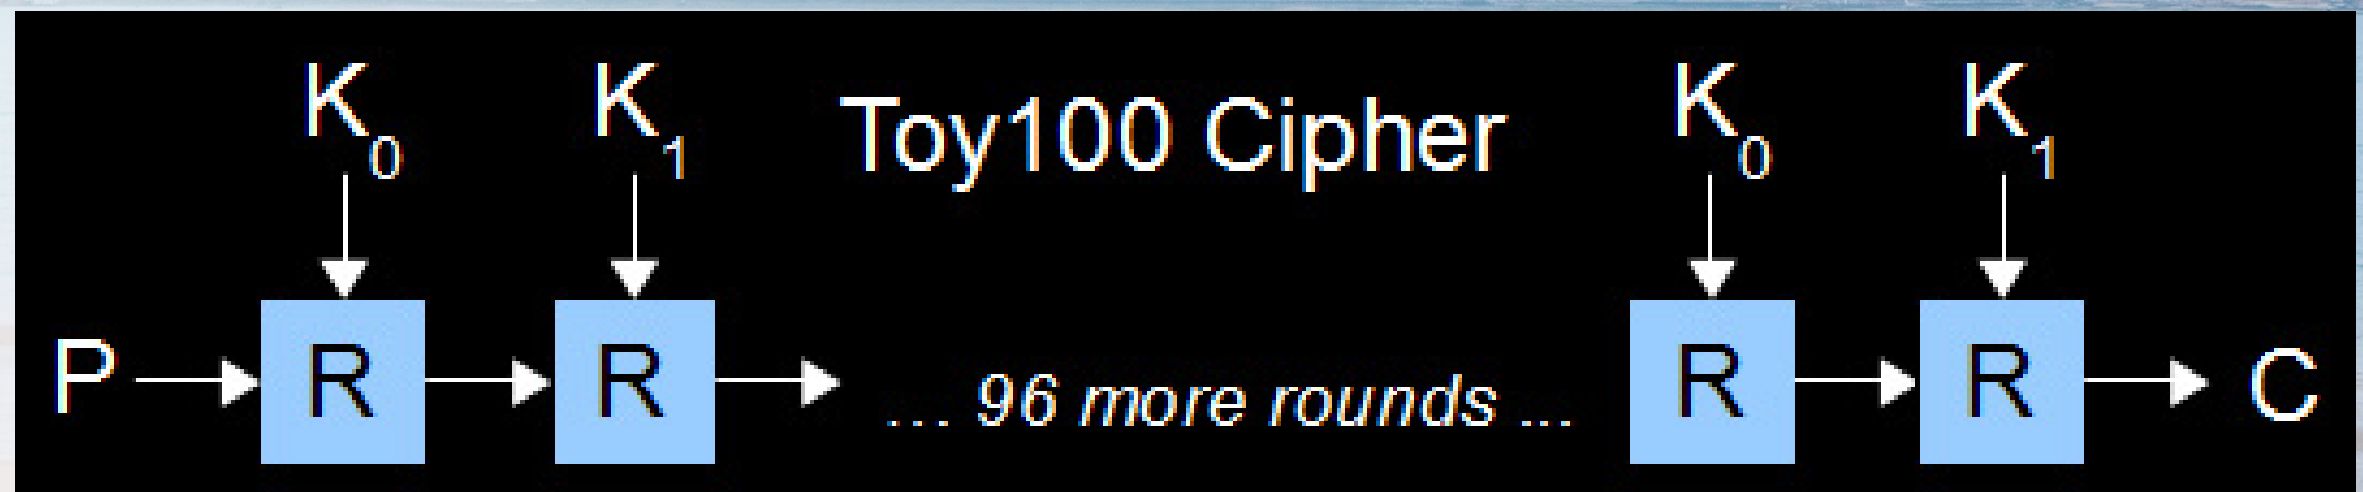 K0 K1 Toy100 Cipher K0 K1
P R R ... 96 more rounds ... R R C